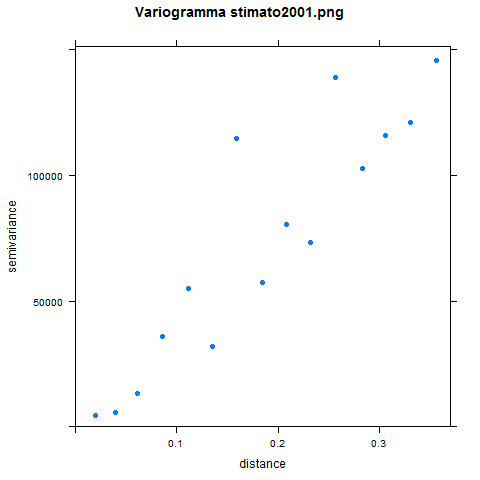 Variogramma stimato2001.png
semivariance
100000
50000
0.1 0.2 0.3
distance